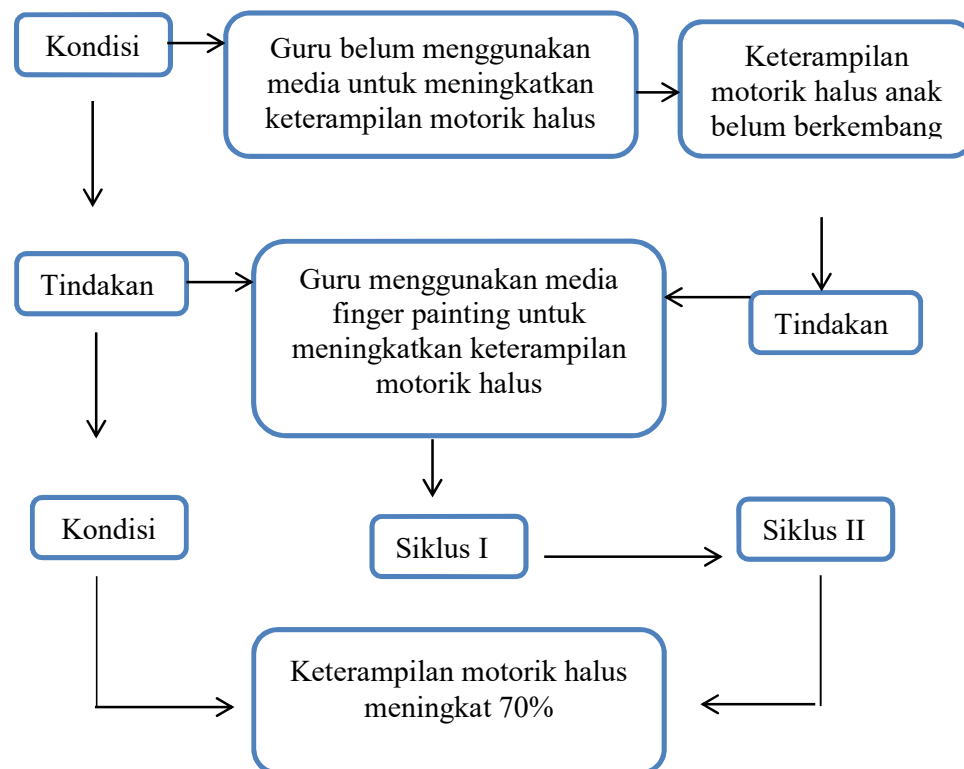 Kondisi
Guru belum menggunakan
media untuk meningkatkan
keterampilan motorik halus
Keterampilan
motorik halus anak
belum berkembang
Tindakan
Guru menggunakan media
finger painting untuk
meningkatkan keterampilan
motorik halus
Tindakan
Kondisi
Siklus I
Siklus II
Keterampilan motorik halus
meningkat 70%